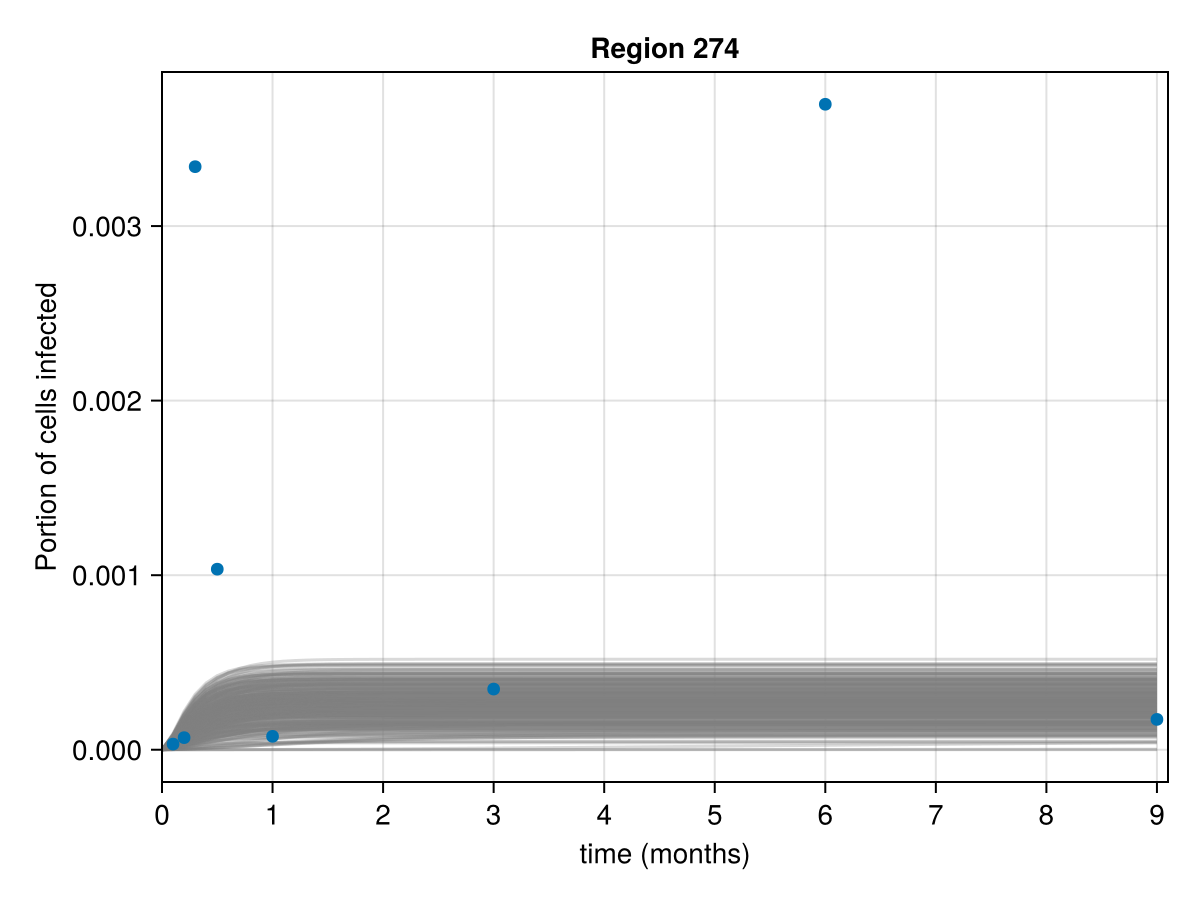 Region 274
Portion of cells infected
0.003
0.002
0.001
0.000
0 1 2 3 4 5 6 7 8 9
time (months)